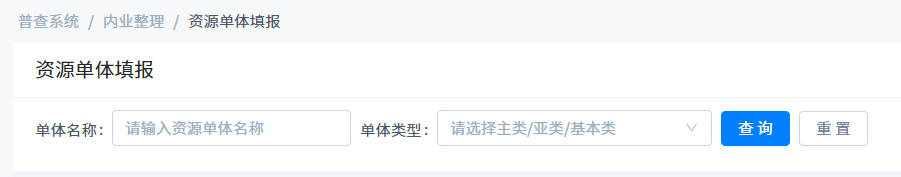 普查系统 / 内业整理 / 资源单体填报
资源单体填报
单体名称: 请输入资源单体名称 单体类型: 请选择主类/亚类/基本类 查 询 重 置